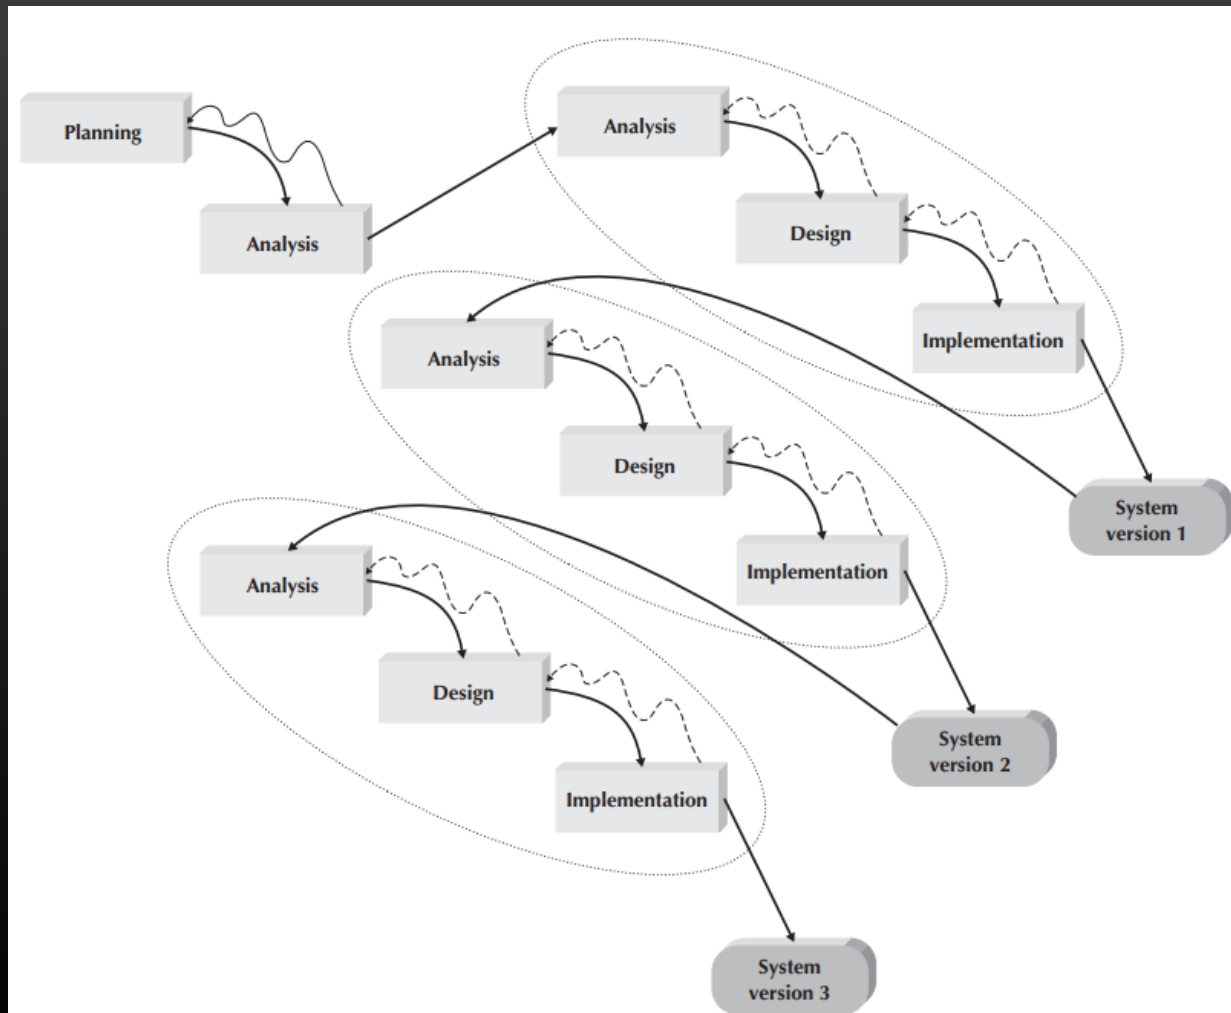 Planning
Analysis
Analysis
Design
Implementation
System
version 1
Analysis
Design
Implementation
System
version 2
Analysis
Design
Implementation
System
version 3